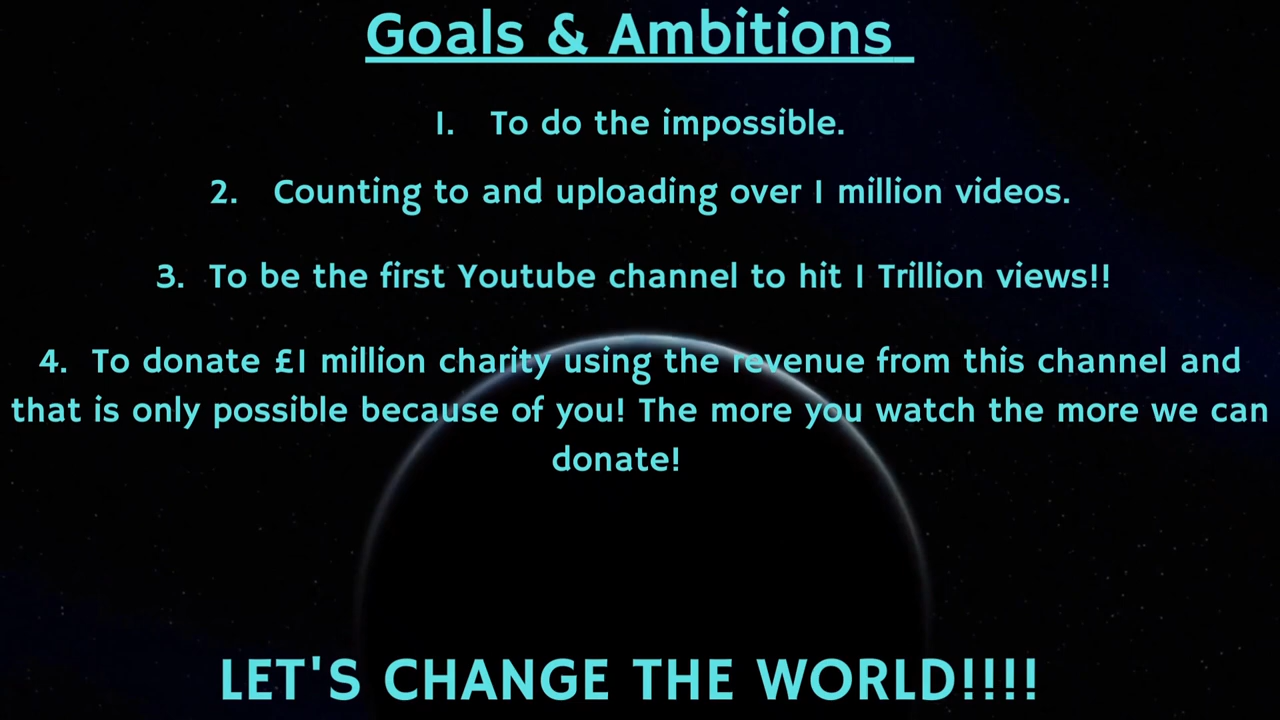 Goals & Ambitions
1. To do the impossible.
2. Counting to and uploading over 1 million videos.
3. To be the first Youtube channel to hit 1 Trillion views!!
4. To donate £1 million charity using the revenue from this channel and
that is only possible because of you! The more you watch the more we can
donate!
LET'S CHANGE THE WORLD!!!!